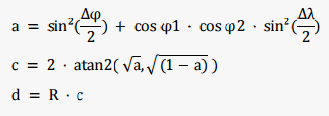 a = sin²(Δφ/2) + cos φ1 · cos φ2 · sin²(Δλ/2)
c = 2 · atan2( √a, √(1 − a) )
d = R · c